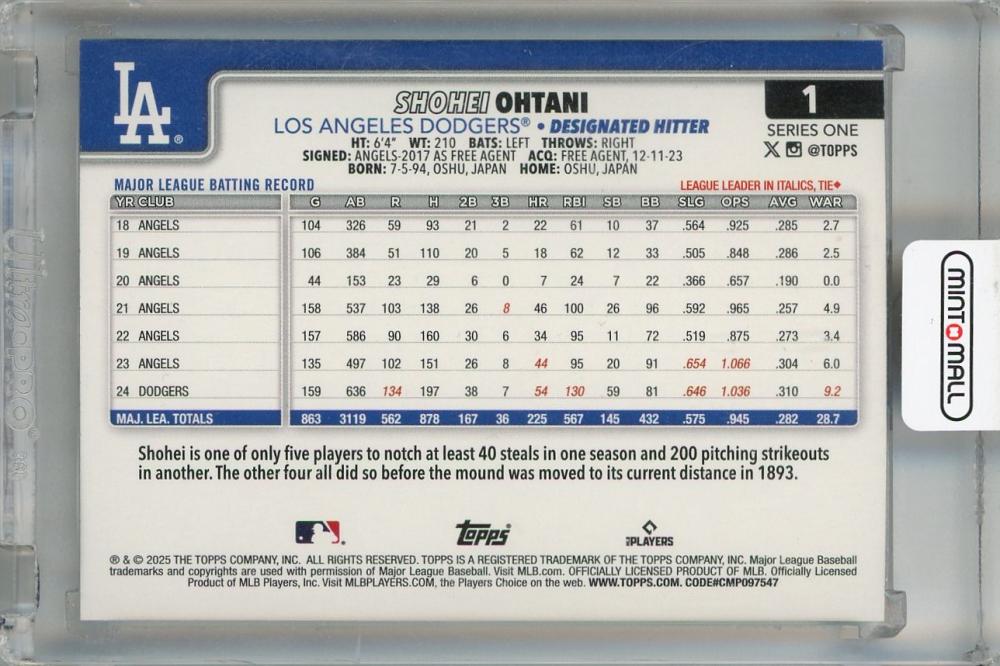 LA®
SHOHEI OHTANI
1
LOS ANGELES DODGERS® • DESIGNATED HITTER
SERIES ONE
HT: 6'4" WT: 210 BATS: LEFT THROWS: RIGHT
X @TOPPS
SIGNED: ANGELS-2017 AS FREE AGENT ACQ: FREE AGENT, 12-11-23
BORN: 7-5-94, OSHU, JAPAN HOME: OSHU, JAPAN
MAJOR LEAGUE BATTING RECORD LEAGUE LEADER IN ITALICS, TIE♦
YR CLUB G AB R H 2B 3B HR RBI SB BB SLG OPS AVG WAR
18 ANGELS 104 326 59 93 21 2 22 61 10 37 .564 .925 .285 2.7
19 ANGELS 106 384 51 110 20 5 18 62 12 33 .505 .848 .286 2.5
20 ANGELS 44 153 23 29 6 0 7 24 7 22 .366 .657 .190 0.0
21 ANGELS 158 537 103 138 26 8 46 100 26 96 .592 .965 .257 4.9
22 ANGELS 157 586 90 160 30 6 34 95 11 72 .519 .875 .273 3.4
23 ANGELS 135 497 102 151 26 8 44 95 20 91 .654 1.066 .304 6.0
24 DODGERS 159 636 134 197 38 7 54 130 59 81 .646 1.036 .310 9.2
MAJ. LEA. TOTALS 863 3119 562 878 167 36 225 567 145 432 .575 .945 .282 28.7
Shohei is one of only five players to notch at least 40 steals in one season and 200 pitching strikeouts
in another. The other four all did so before the mound was moved to its current distance in 1893.
Topps
MLB PLAYERS
® & © 2025 THE TOPPS COMPANY, INC. ALL RIGHTS RESERVED. TOPPS IS A REGISTERED TRADEMARK OF THE TOPPS COMPANY, INC. Major League Baseball
trademarks and copyrights are used with permission of Major League Baseball. Visit MLB.com. OFFICIALLY LICENSED PRODUCT OF MLB. Officially Licensed
Product of MLB Players, Inc. Visit MLBPLAYERS.COM, the Players Choice on the web. WWW.TOPPS.COM. CODE#CMP097547
MINT MALL
Ultra PRO®